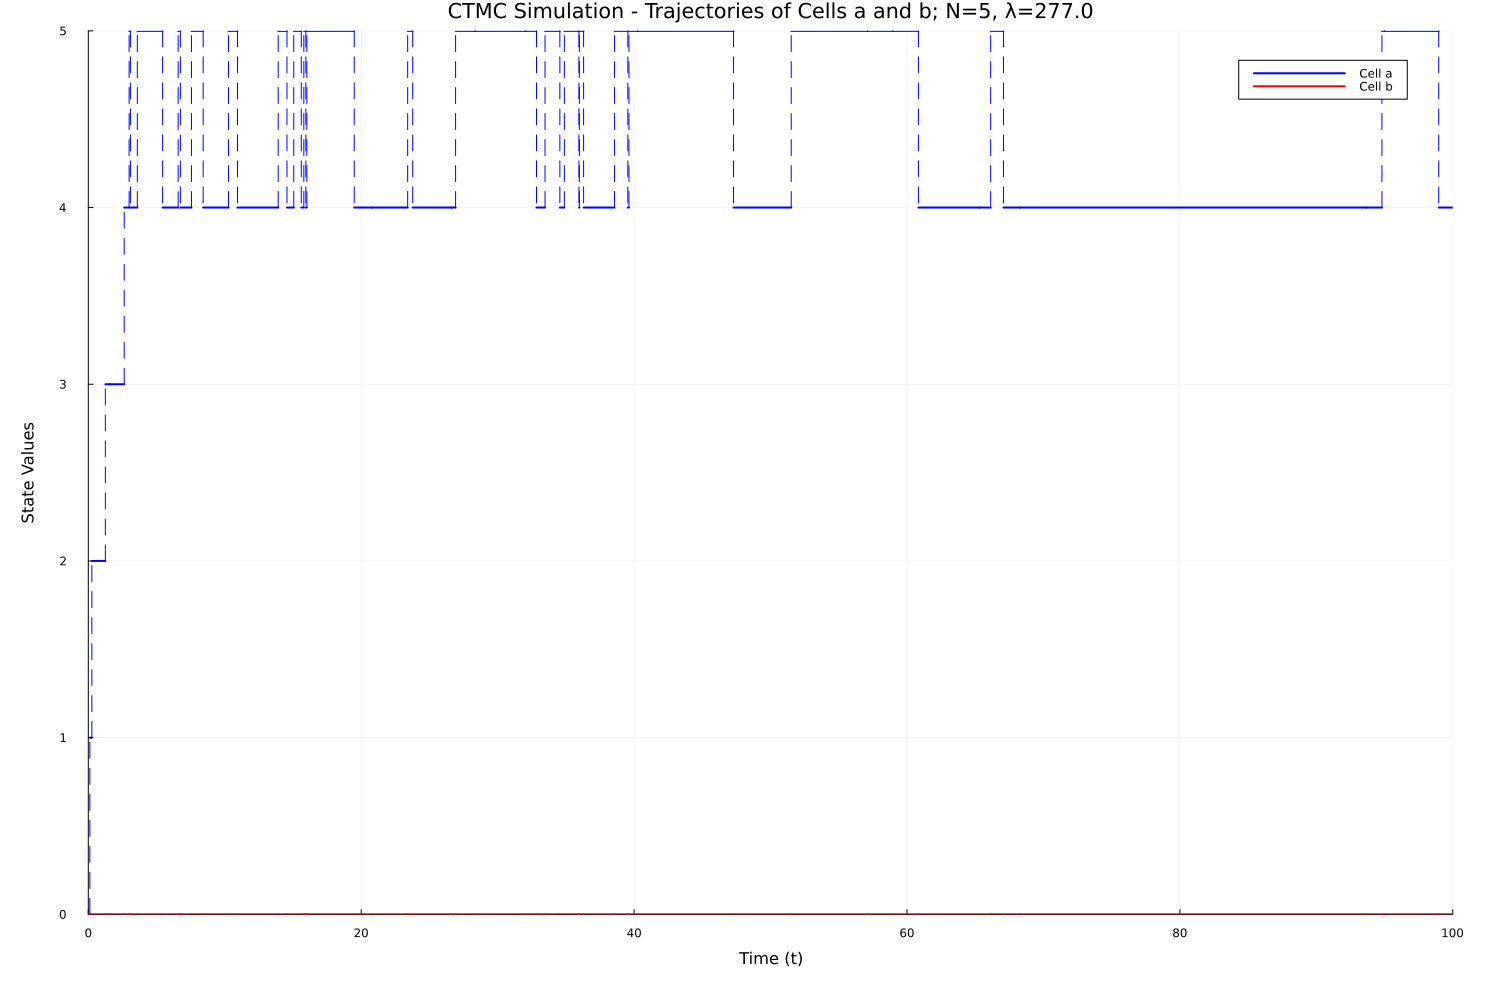 CTMC Simulation - Trajectories of Cells a and b; N=5, λ=277.0
5
Cell a
Cell b
4
3
State Values
2
1
0
0 20 40 60 80 100
Time (t)